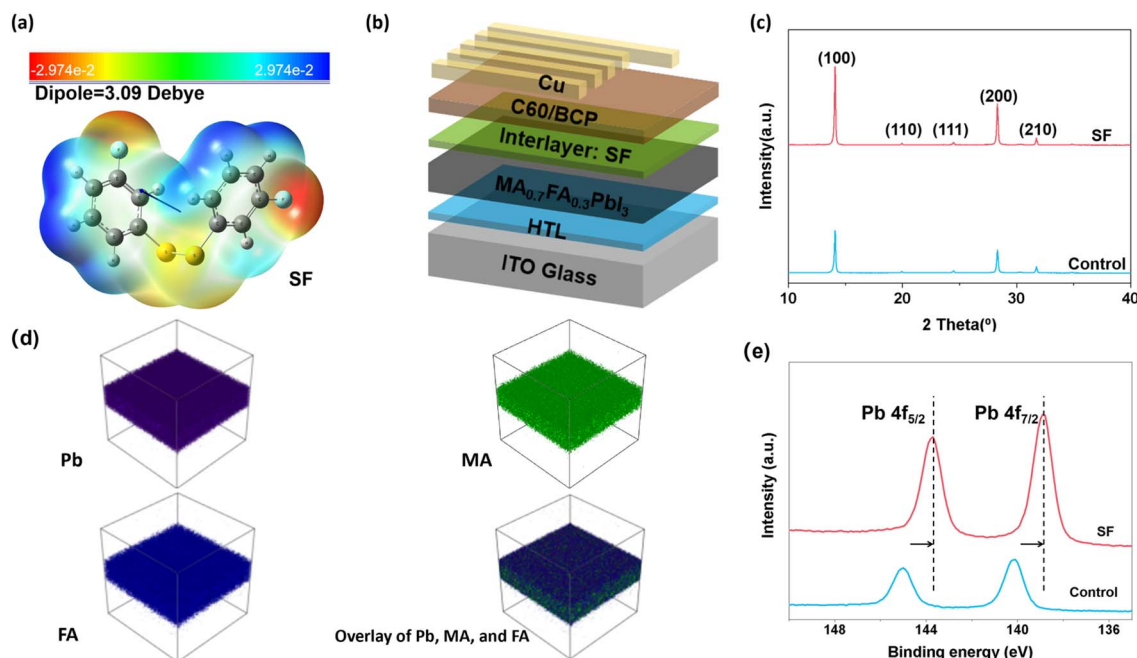 (a)
-2.974e-2 2.974e-2
Dipole=3.09 Debye
SF
(b)
Cu
C60/BCP
Interlayer: SF
MA0.7FA0.3PbI3
HTL
ITO Glass
(c)
Intensity(a.u.)
(100)
(110)
(111)
(200)
(210)
SF
Control
10 20 30 40
2 Theta(º)
(d)
Pb
MA
FA
Overlay of Pb, MA, and FA
(e)
Intensity (a.u.)
Pb 4f5/2
Pb 4f7/2
SF
Control
148 144 140 136
Binding energy (eV)